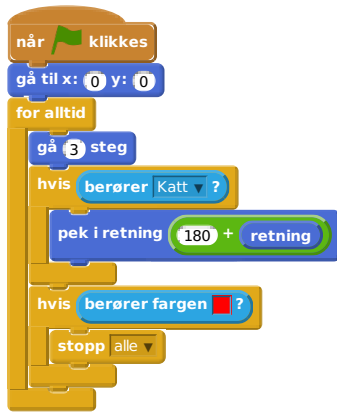 når klikkes
gå til x: 0 y: 0
for alltid
gå 3 steg
hvis berører Katt ?
pek i retning 180 + retning
hvis berører fargen ?
stopp alle